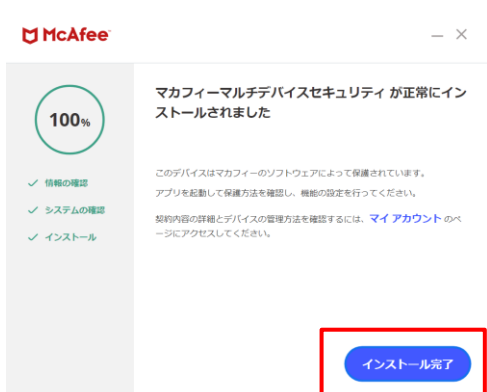 McAfee
マカフィーマルチデバイスセキュリティ が正常にイン
ストールされました
100%
このデバイスはマカフィーのソフトウェアによって保護されています。
アプリを起動して保護方法を確認し、機能の設定を行ってください。
契約内容の詳細とデバイスの管理方法を確認するには、マイ アカウント のペ
ージにアクセスしてください。
情報の確認
システムの確認
インストール
インストール完了